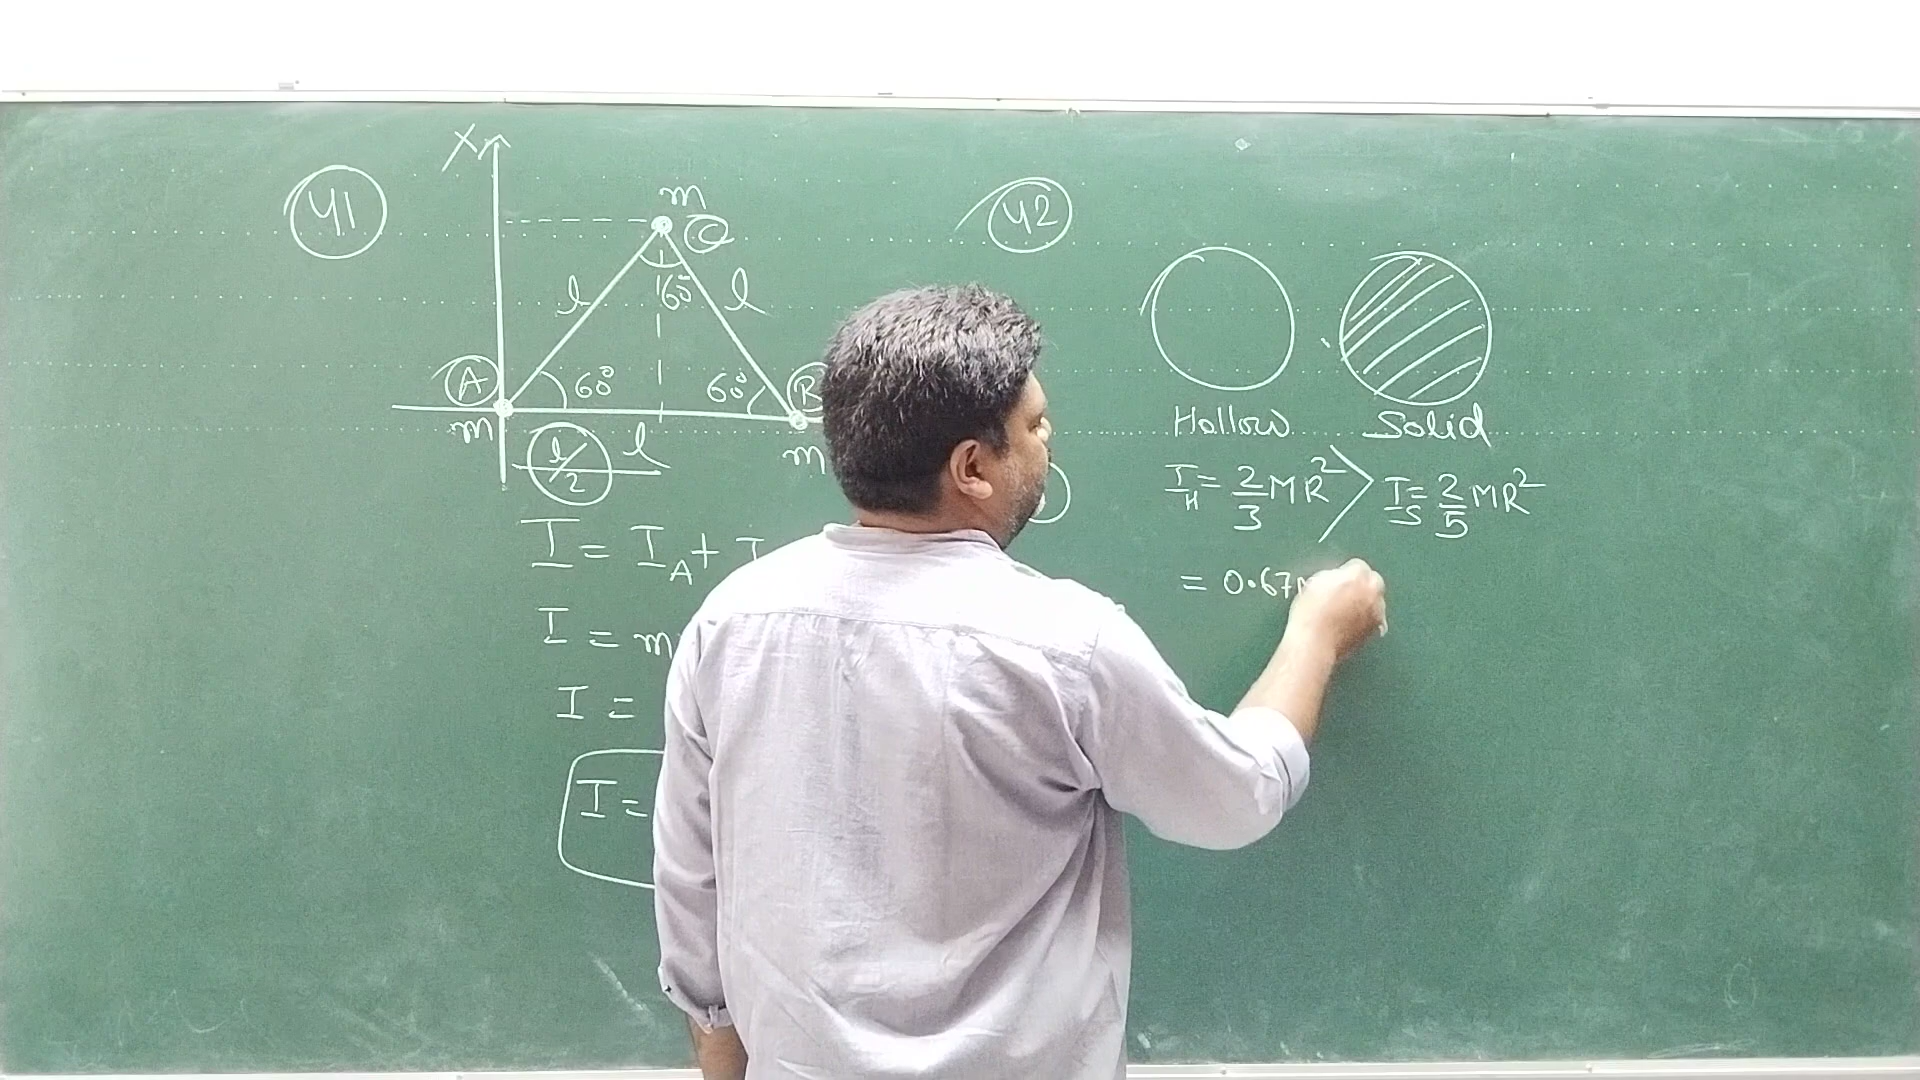 41
X
m
C
l
60°
l
A
60°
60°
B
m
l/2
l
m
I = I_A +
I = m
I =
I =
42
Hollow
Solid
I_H = 2/3 MR² > I_S = 2/5 MR²
= 0.67